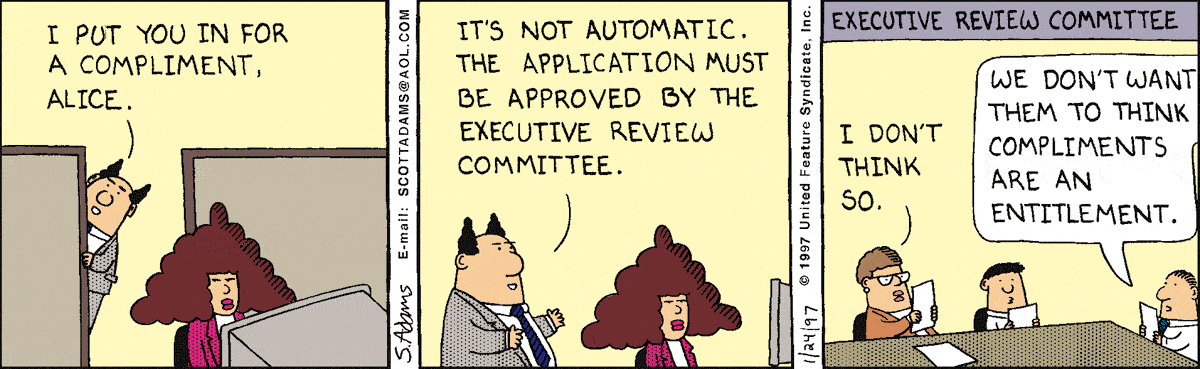 I PUT YOU IN FOR
A COMPLIMENT,
ALICE.
S.Adams
E-mail: SCOTTADAMS@AOL.COM
IT'S NOT AUTOMATIC.
THE APPLICATION MUST
BE APPROVED BY THE
EXECUTIVE REVIEW
COMMITTEE.
1/24/97
© 1997 United Feature Syndicate, Inc.
EXECUTIVE REVIEW COMMITTEE
I DON'T
THINK
SO.
WE DON'T WANT
THEM TO THINK
COMPLIMENTS
ARE AN
ENTITLEMENT.